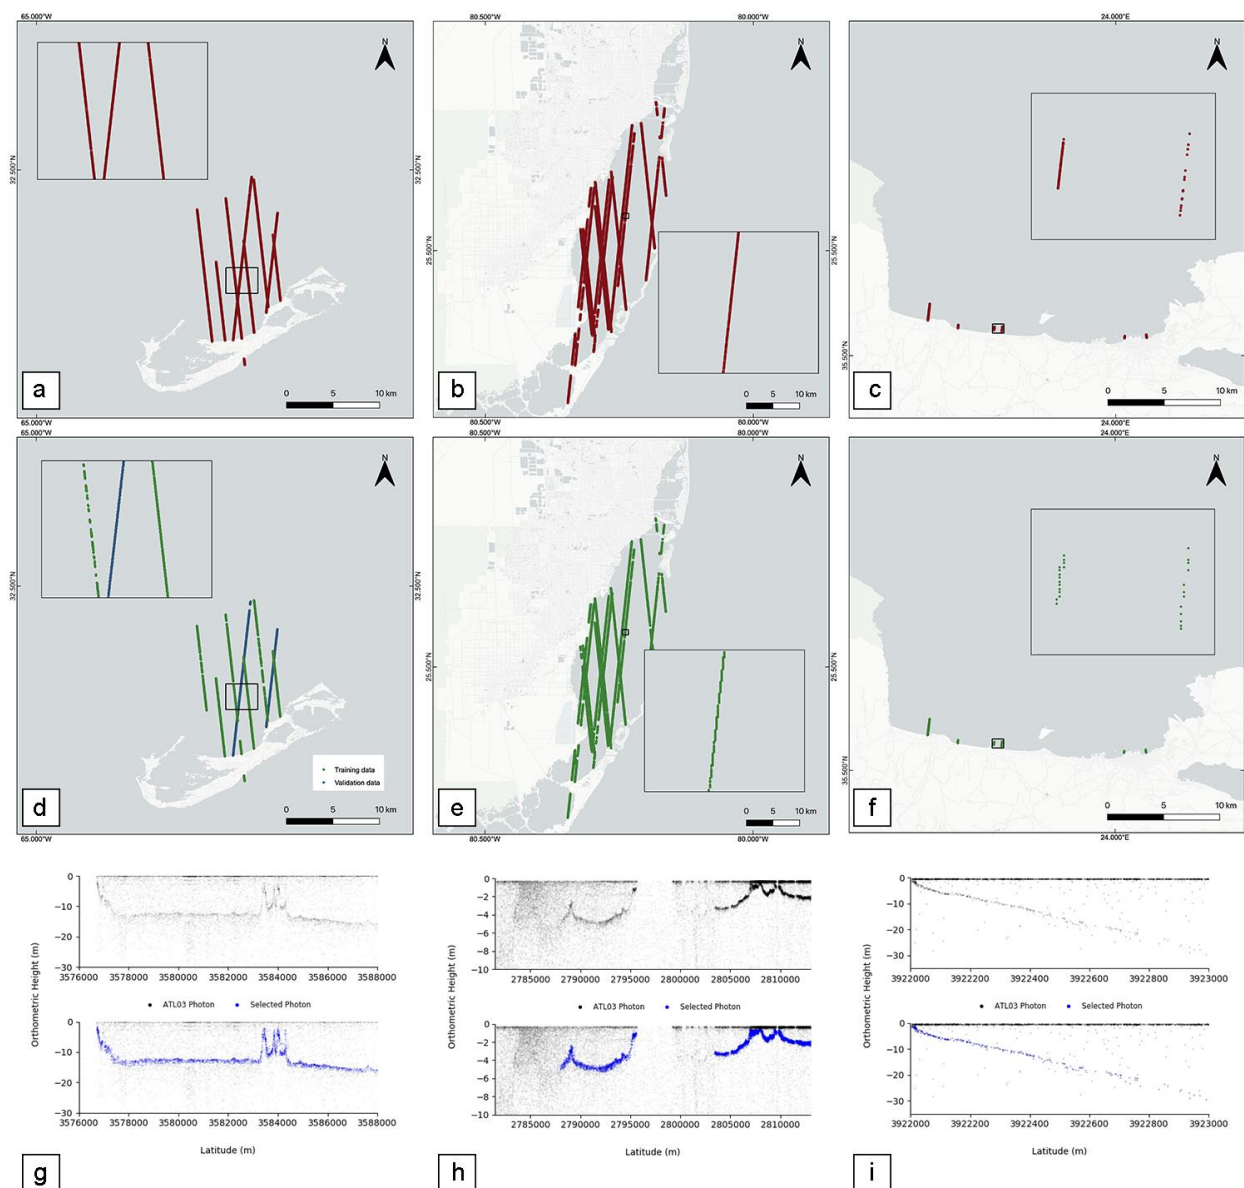 65.000°W
80.500°W
80.000°W
24.000°E
N
N
N
32.500°N
25.500°N
35.500°N
a
0 5 10 km
b
0 5 10 km
c
0 5 10 km
65.000°W
80.500°W
80.000°W
24.000°E
65.000°W
80.500°W
80.000°W
24.000°E
N
N
N
32.500°N
25.500°N
35.500°N
Training data
Validation data
d
0 5 10 km
e
0 5 10 km
f
0 5 10 km
65.000°W
80.500°W
80.000°W
24.000°E
0
−10
−20
−30
3576000 3578000 3580000 3582000 3584000 3586000 3588000
ATL03 Photon Selected Photon
Orthometric Height (m)
0
−10
−20
−30
3576000 3578000 3580000 3582000 3584000 3586000 3588000
Latitude (m)
g
0
−2
−4
−6
−8
−10
2785000 2790000 2795000 2800000 2805000 2810000
ATL03 Photon Selected Photon
Orthometric Height (m)
0
−2
−4
−6
−8
−10
2785000 2790000 2795000 2800000 2805000 2810000
Latitude (m)
h
0
−10
−20
−30
3922000 3922200 3922400 3922600 3922800 3923000
ATL03 Photon Selected Photon
Orthometric Height (m)
0
−10
−20
−30
3922000 3922200 3922400 3922600 3922800 3923000
Latitude (m)
i